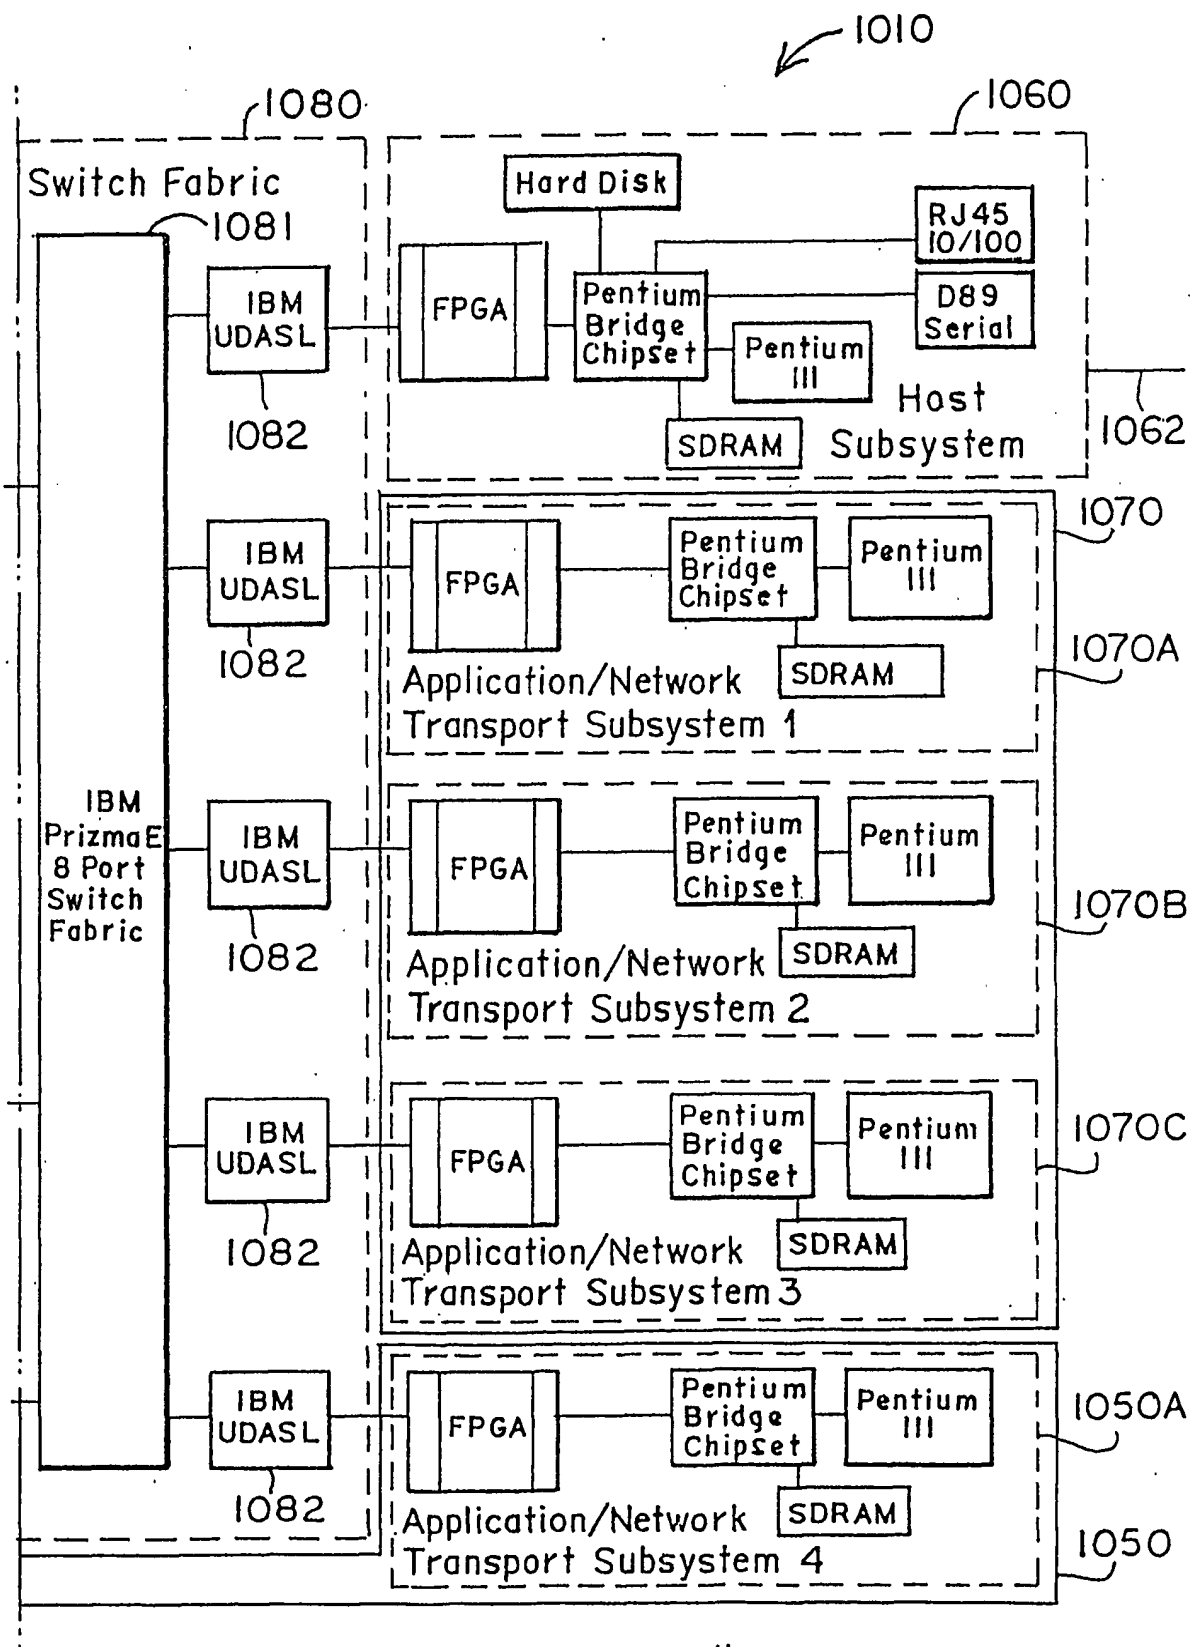 1010
1080
1060
Switch Fabric
1081
Hard Disk
RJ45
10/100
IBM
UDASL
FPGA
Pentium
Bridge
Chipset
D89
Serial
Pentium
III
1082
SDRAM
Host
Subsystem
1062
1070
IBM
UDASL
FPGA
Pentium
Bridge
Chipset
Pentium
III
1082
SDRAM
1070A
Application/Network
Transport Subsystem 1
IBM
PrizmaE
8 Port
Switch
Fabric
IBM
UDASL
FPGA
Pentium
Bridge
Chipset
Pentium
III
1070B
1082
SDRAM
Application/Network
Transport Subsystem 2
IBM
UDASL
FPGA
Pentium
Bridge
Chipset
Pentium
III
1070C
1082
SDRAM
Application/Network
Transport Subsystem 3
IBM
UDASL
FPGA
Pentium
Bridge
Chipset
Pentium
III
1050A
1082
SDRAM
Application/Network
Transport Subsystem 4
1050